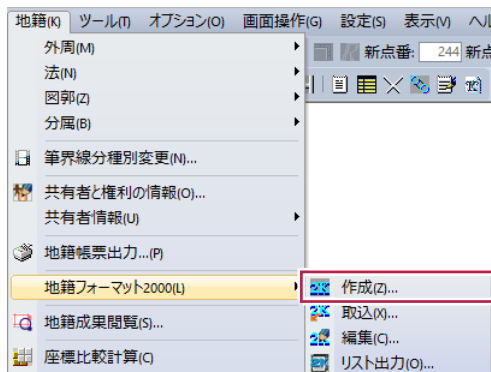 地籍(K) ツール(T) オプション(O) 画面操作(G) 設定(S) 表示(V)
外周(M)
新点番: 244 新点
法(N)
図郭(Z)
分属(B)
筆界線分種別変更(N)...
共有者と権利の情報(O)...
共有者情報(U)
地籍帳票出力...(P)
地籍フォーマット2000(L)
作成(Z)...
取込(X)...
地籍成果閲覧(S)...
編集(C)...
座標比較計算(C)
リスト出力(O)...